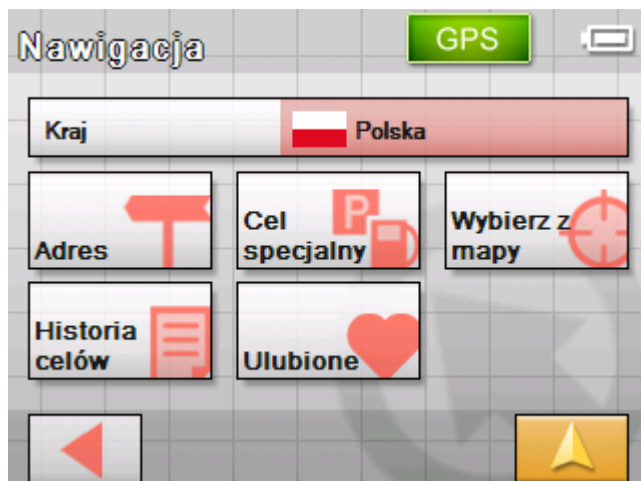 Nawigacja
GPS
Kraj
Polska
Adres
Cel
specjalny
P
Wybierz z
mapy
Historia
celów
Ulubione